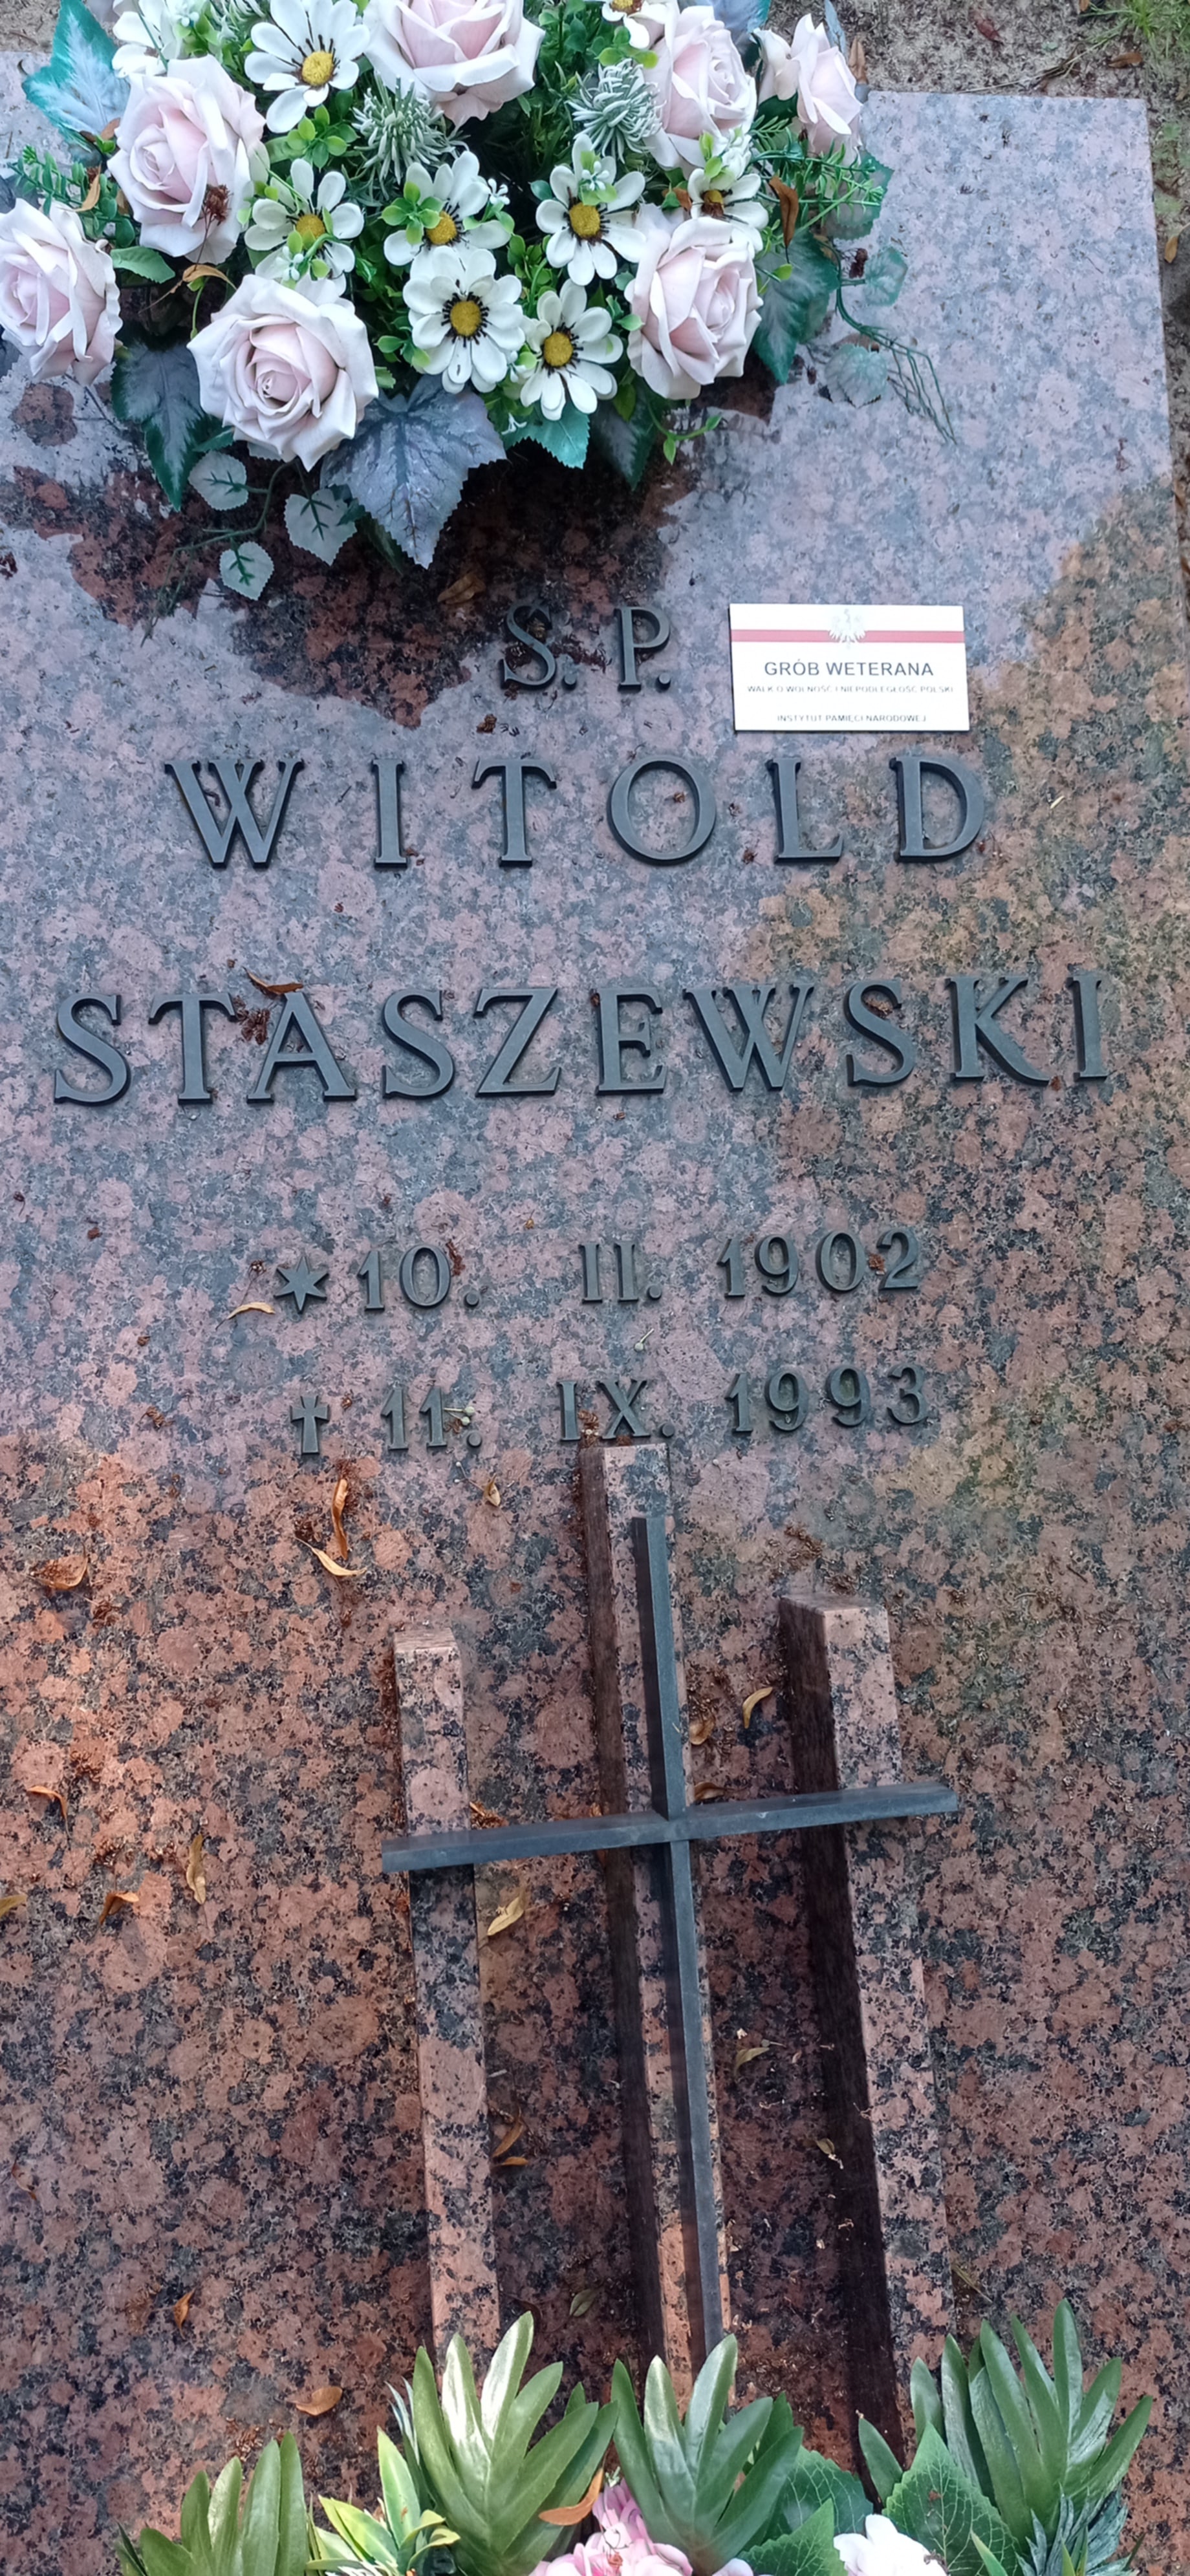 Ś. P.
GRÓB WETERANA
WALK O WOLNOŚĆ I NIEPODLEGŁOŚĆ POLSKI
INSTYTUT PAMIĘCI NARODOWEJ
WITOLD
STASZEWSKI
* 10. II. 1902
† 11. IX. 1993